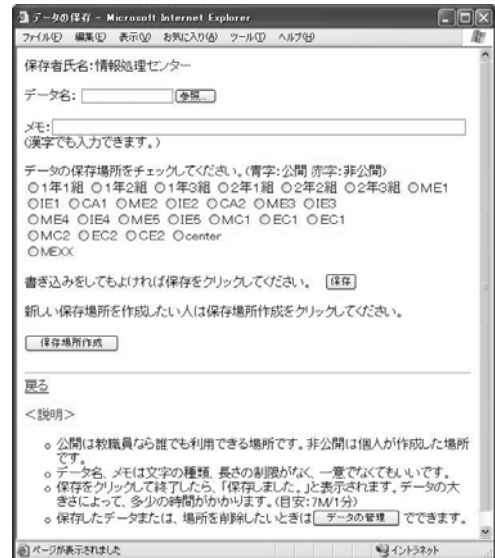 データの保存 - Microsoft Internet Explorer
ファイル(F) 編集(E) 表示(V) お気に入り(A) ツール(T) ヘルプ(H)
保存者氏名:情報処理センター
データ名: 参照...
メモ:
(漢字でも入力できます。)
データの保存場所をチェックしてください。(青字:公開 赤字:非公開)
○1年1組 ○1年2組 ○1年3組 ○2年1組 ○2年2組 ○2年3組 ○ME1
○IE1 ○CA1 ○ME2 ○IE2 ○CA2 ○ME3 ○IE3
○ME4 ○IE4 ○ME5 ○IE5 ○MC1 ○EC1 ○EC1
○MC2 ○EC2 ○CE2 ○center
○MEXX
書き込みをしてもよければ保存をクリックしてください。 保存
新しい保存場所を作成したい人は保存場所作成をクリックしてください。
保存場所作成
戻る
<説明>
○ 公開は教職員なら誰でも利用できる場所です。非公開は個人が作成した場所
です。
○ データ名、メモは文字の種類、長さの制限がなく、一意でなくてもいいです。
○ 保存をクリックして終了したら、「保存しました。」と表示されます。データの大
きさによって、多少の時間がかかります。(目安:7M/1分)
○ 保存したデータまたは、場所を削除したいときは データの管理 でできます。
ページが表示されました イントラネット